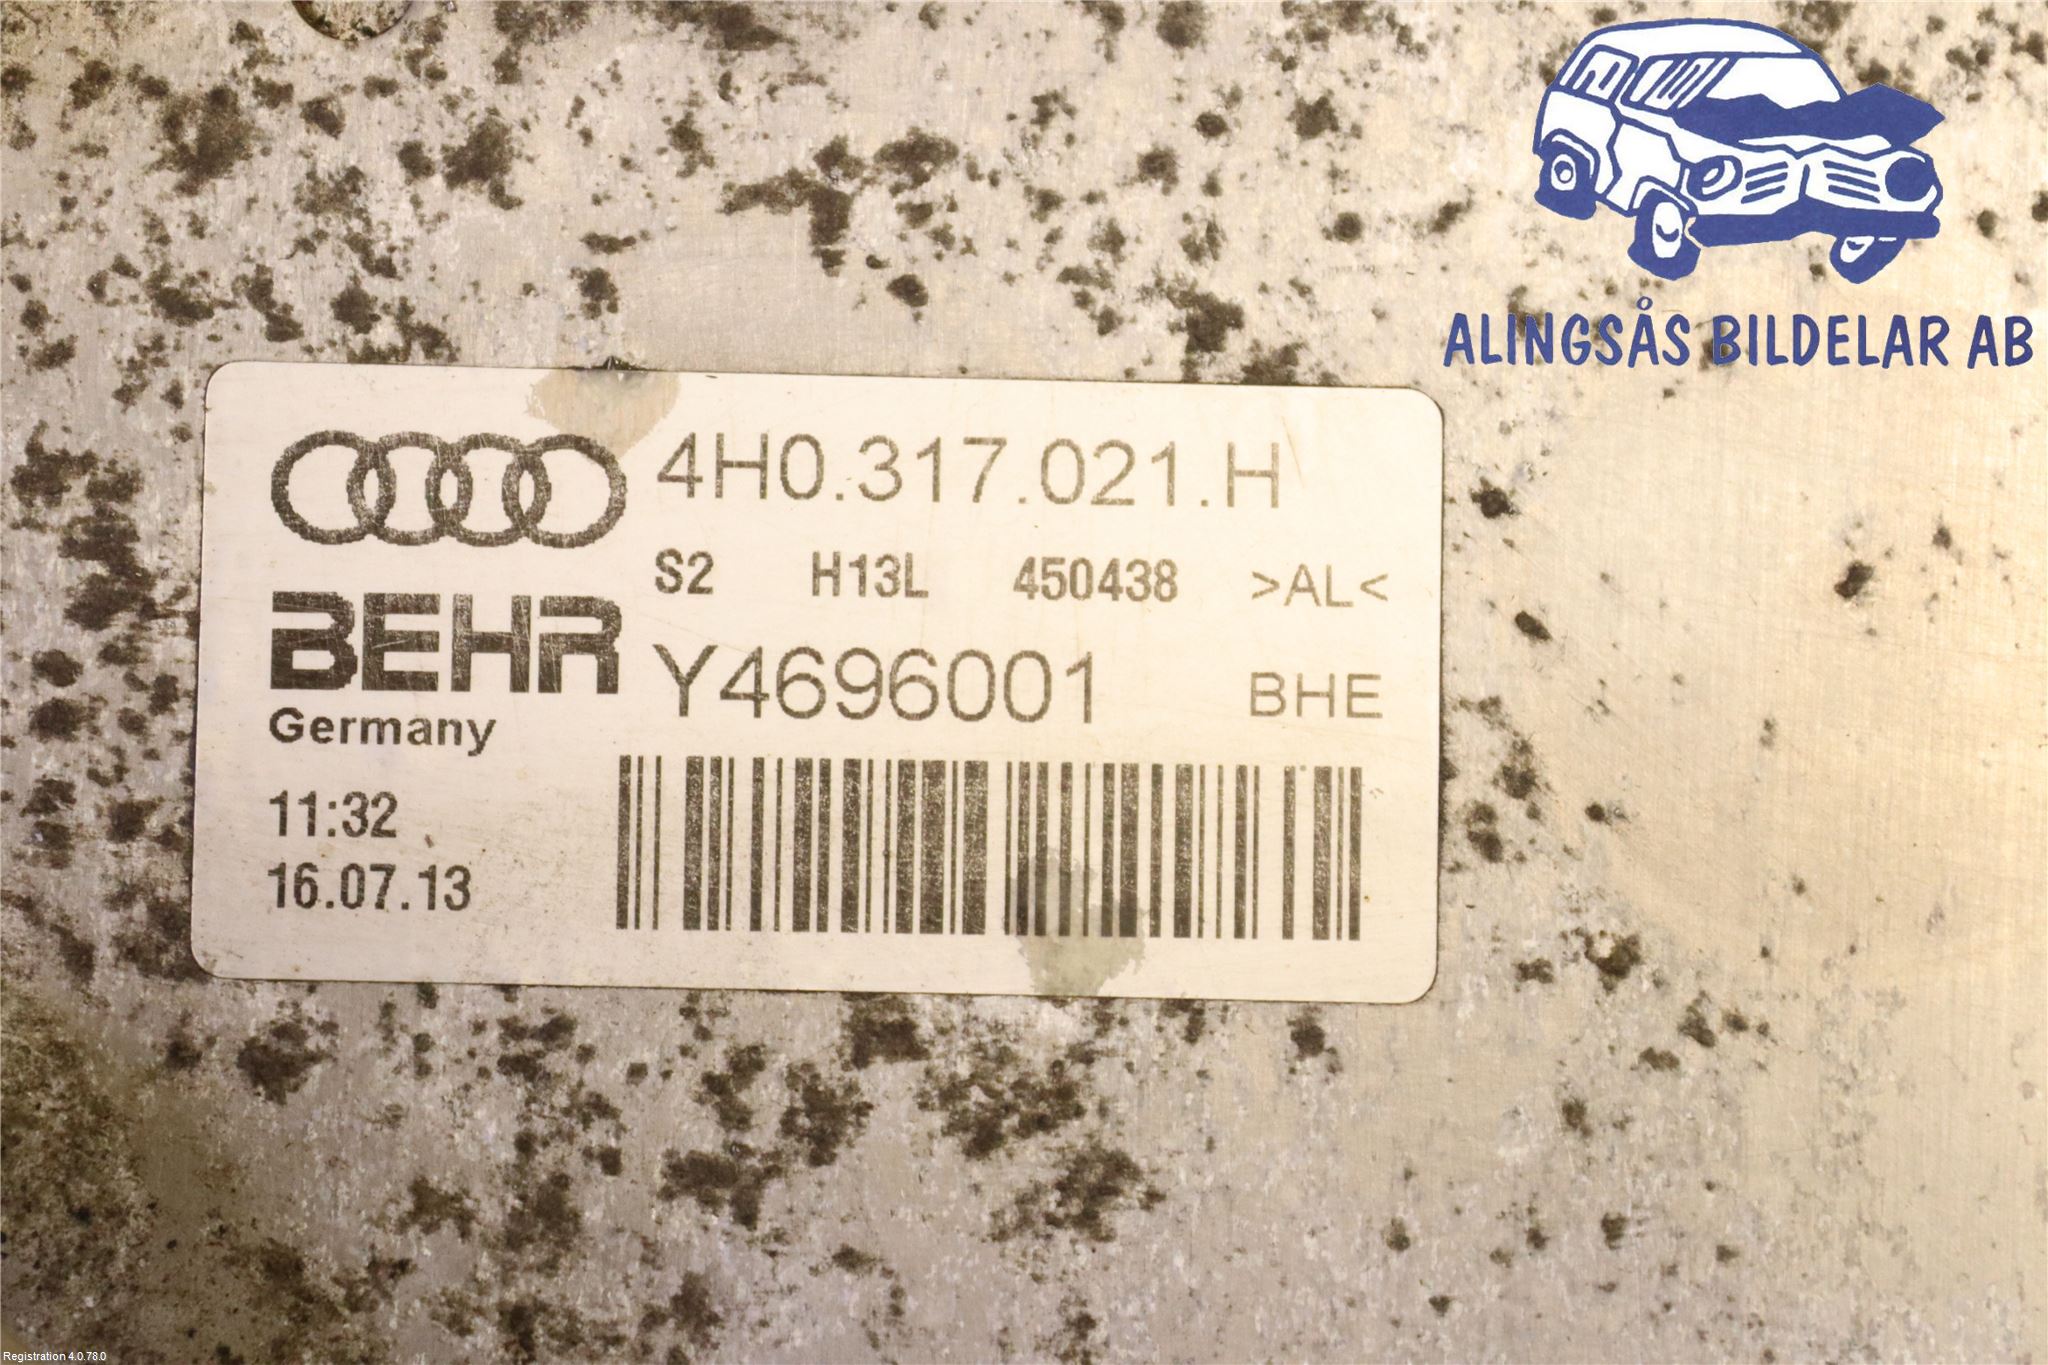 ALINGSÅS BILDELAR AB
4H0.317.021.H
S2 H13L 450438 >AL<
BEHR Y4696001 BHE
Germany
11:32
16.07.13
Registration 4.0.78.0